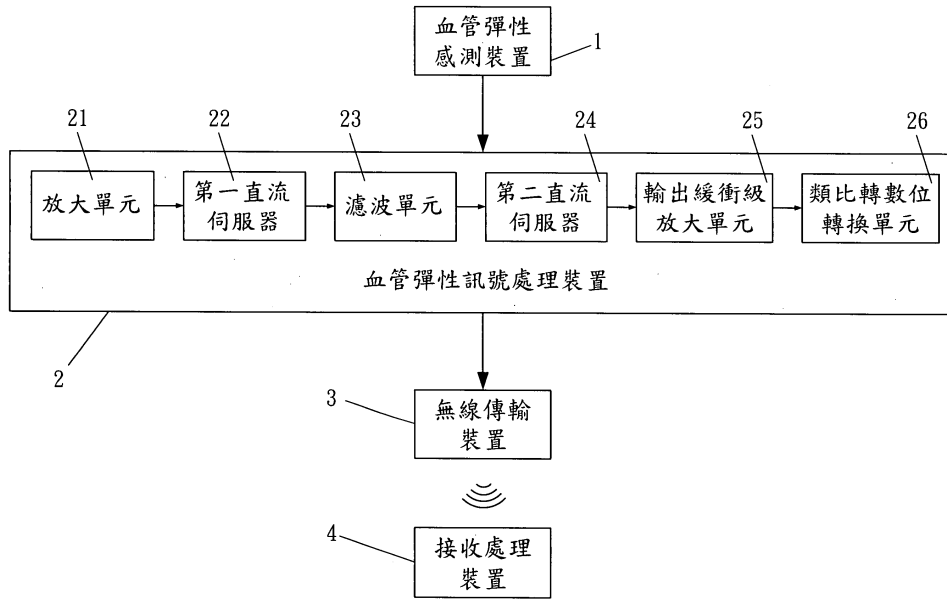 血管彈性
感測裝置
1
21
22
23
24
25
26
放大單元
第一直流
伺服器
濾波單元
第二直流
伺服器
輸出緩衝級
放大單元
類比轉數位
轉換單元
血管彈性訊號處理裝置
2
3
無線傳輸
裝置
4
接收處理
裝置